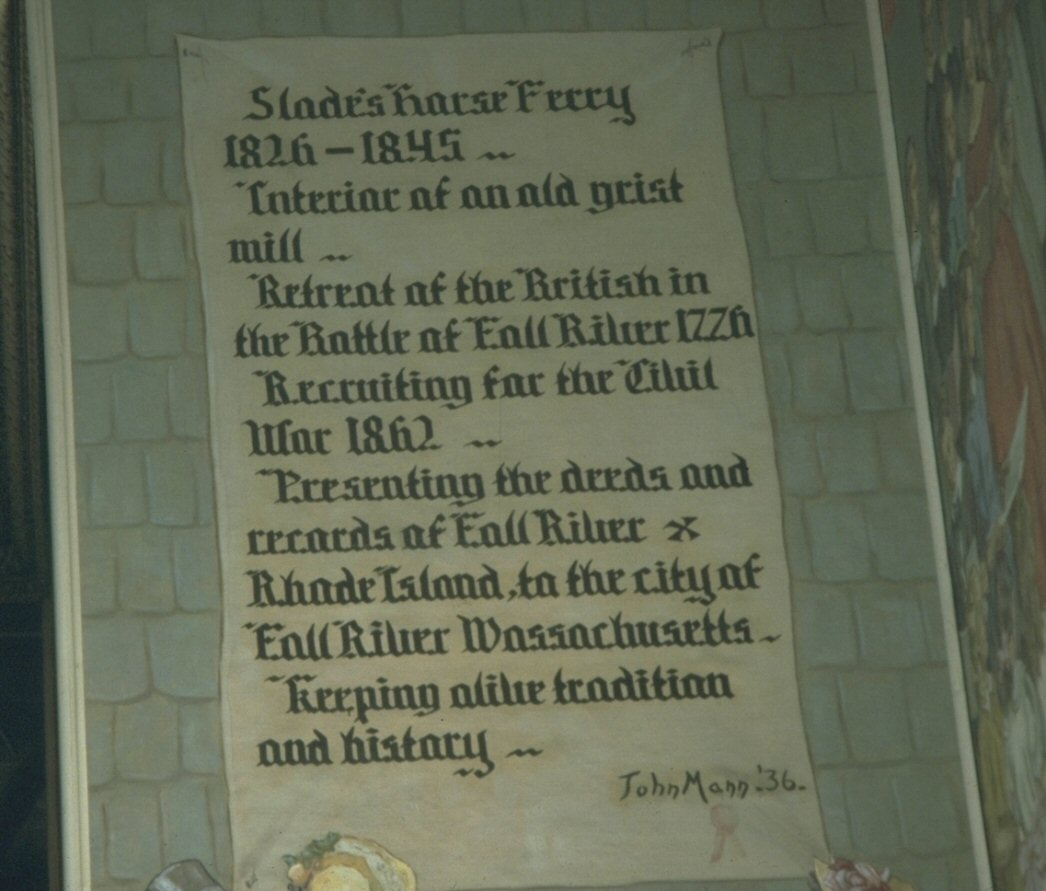 Slade's Horse Ferry
1826 – 1845 ~
Interior of an old grist
mill ~
Retreat of the British in
the Battle of Fall River 1776
Recruiting for the Civil
War 1862 ~
Presenting the deeds and
records of Fall River x
Rhode Island, to the city of
Fall River Massachusetts ~
Keeping alive tradition
and history ~
John Mann '36.